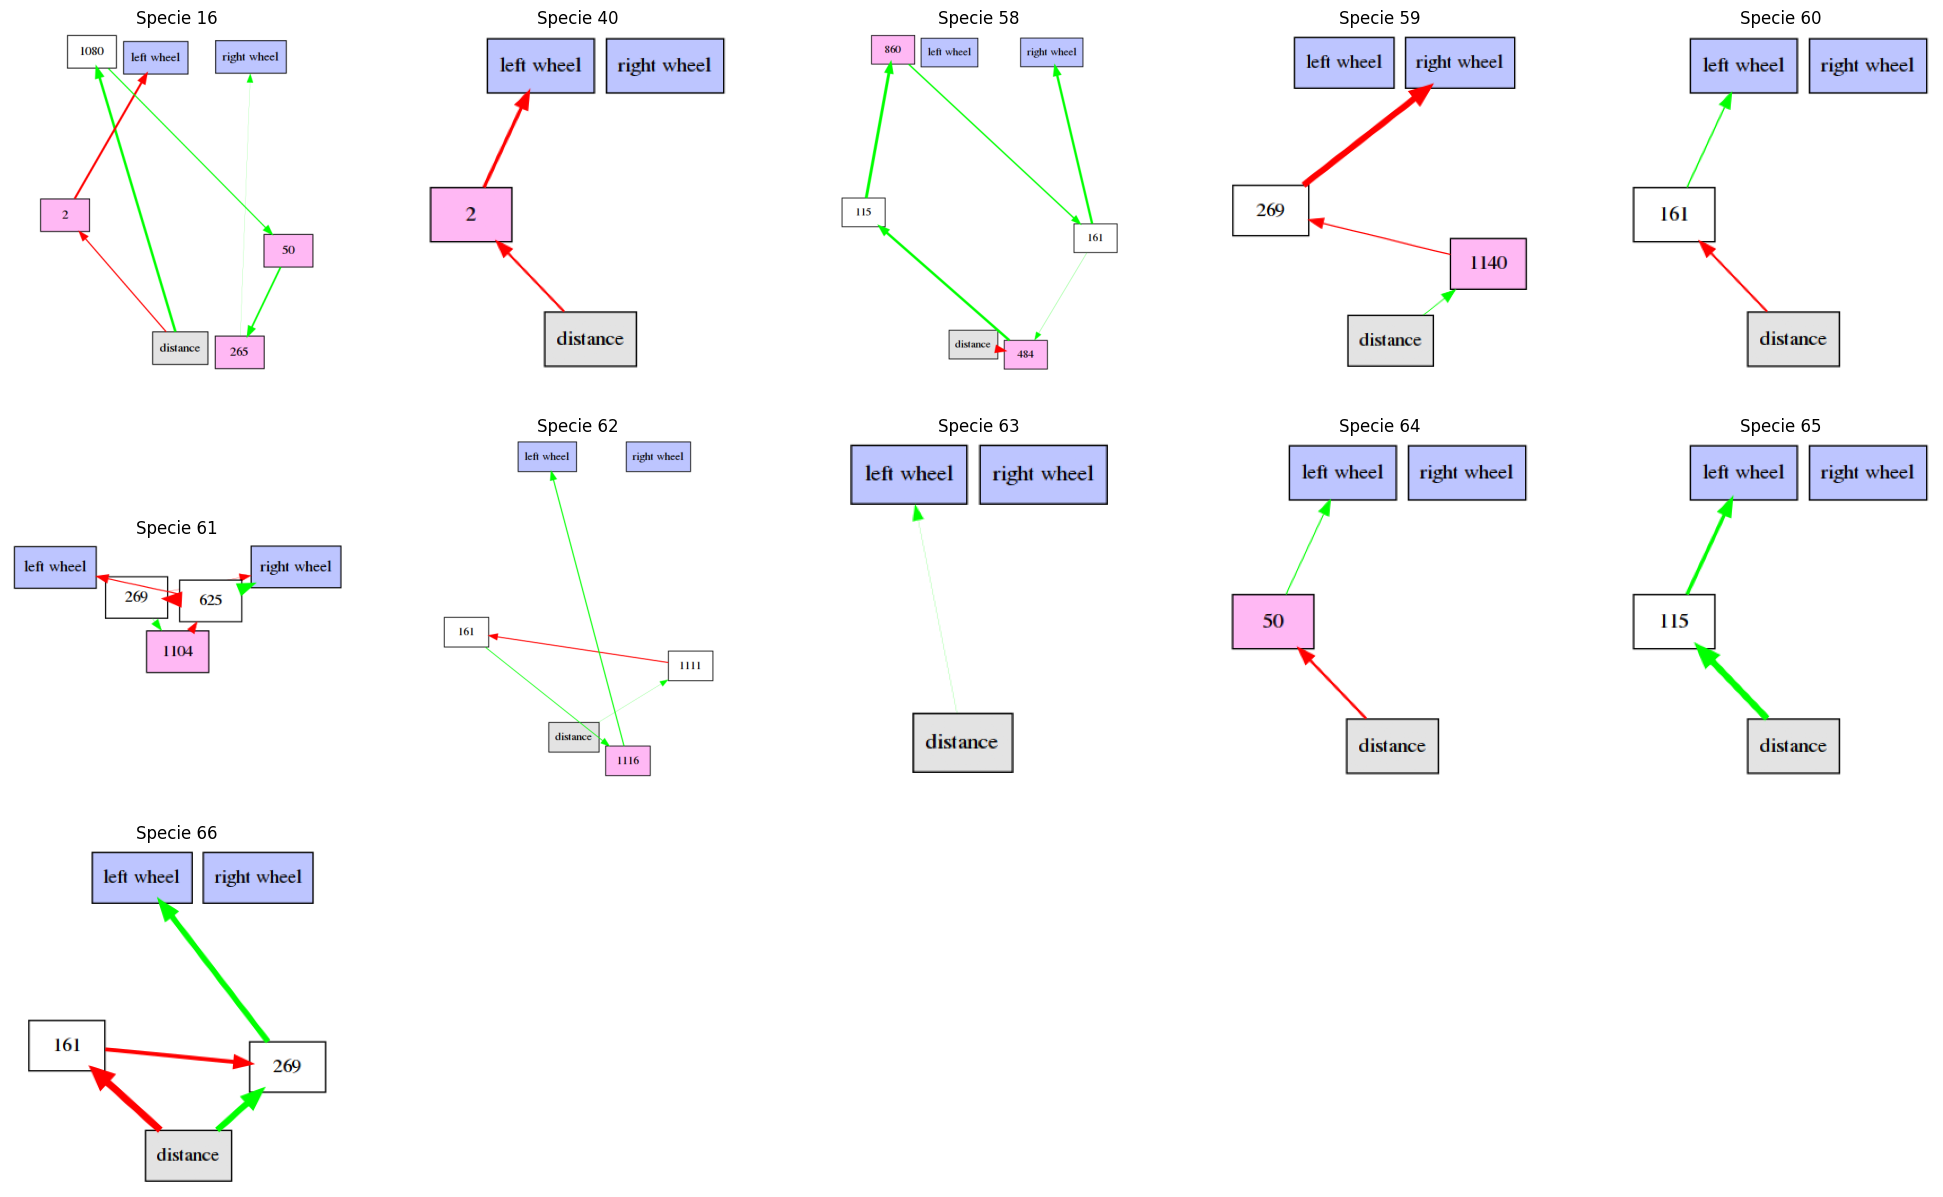 Specie 16
1080
left wheel
right wheel
2
50
distance
265
Specie 40
left wheel
right wheel
2
distance
Specie 58
860
left wheel
right wheel
115
161
distance
484
Specie 59
left wheel
right wheel
269
1140
distance
Specie 60
left wheel
right wheel
161
distance
Specie 61
left wheel
right wheel
269
625
1104
Specie 62
left wheel
right wheel
161
1111
distance
1116
Specie 63
left wheel
right wheel
distance
Specie 64
left wheel
right wheel
50
distance
Specie 65
left wheel
right wheel
115
distance
Specie 66
left wheel
right wheel
161
269
distance